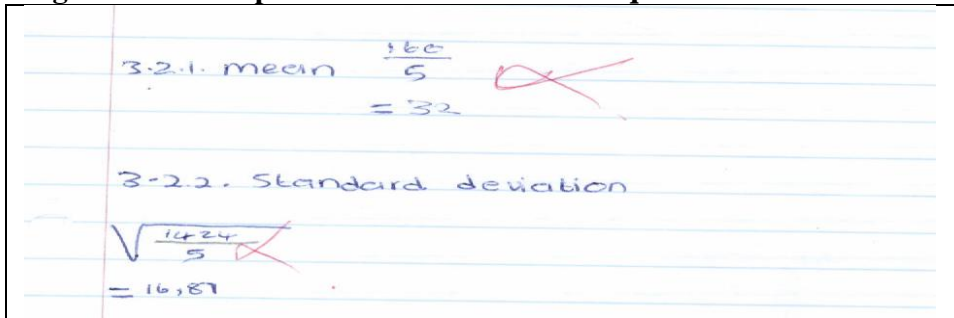 3.2.1. mean 160
5
= 32
3-2.2. Standard deviation
√ 1424
5
= 16,87